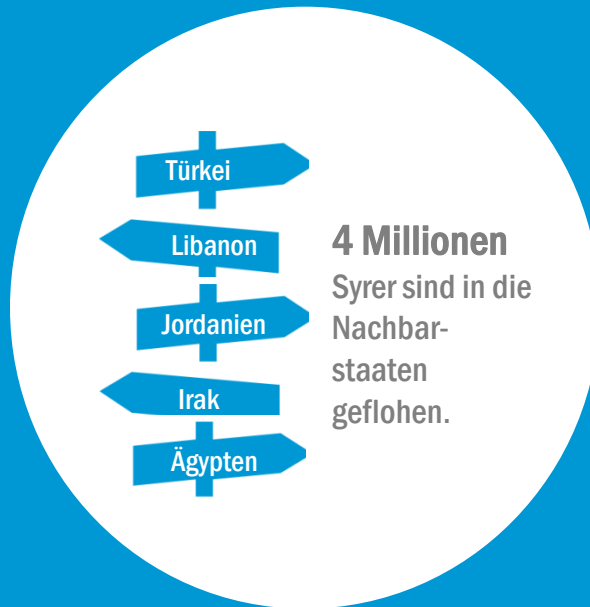 Türkei
Libanon
Jordanien
Irak
Ägypten
4 Millionen
Syrer sind in die
Nachbar-
staaten
geflohen.